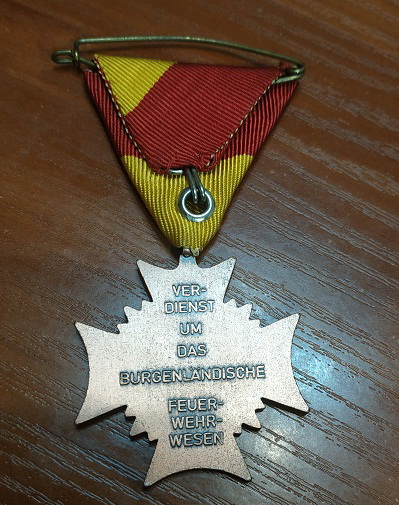 VER-
DIENST
UM
DAS
BURGENLÄNDISCHE
FEUER-
WEHR-
WESEN